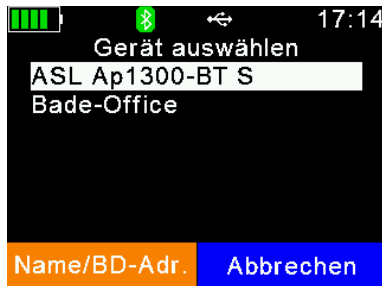 17:14
Gerät auswählen
ASL Ap1300-BT S
Bade-Office
Name/BD-Adr. Abbrechen